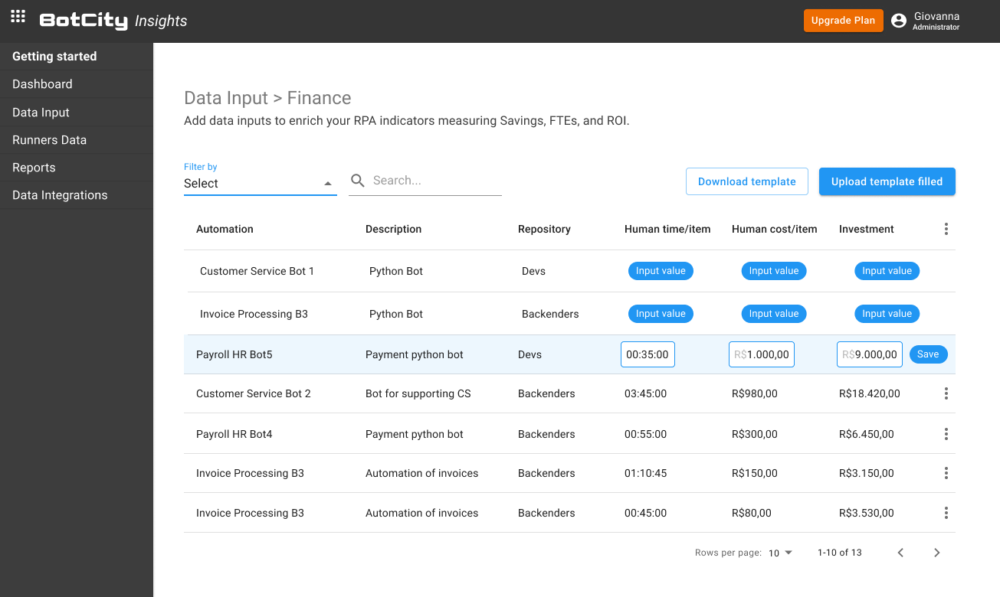 BotCity Insights
Upgrade Plan
Giovanna
Administrator
Getting started
Dashboard
Data Input
Runners Data
Reports
Data Integrations
Data Input > Finance
Add data inputs to enrich your RPA indicators measuring Savings, FTEs, and ROI.
Filter by
Select
Search...
Download template
Upload template filled
Automation Description Repository Human time/item Human cost/item Investment
Customer Service Bot 1 Python Bot Devs Input value Input value Input value
Invoice Processing B3 Python Bot Backenders Input value Input value Input value
Payroll HR Bot5 Payment python bot Devs 00:35:00 R$1.000,00 R$9.000,00 Save
Customer Service Bot 2 Bot for supporting CS Backenders 03:45:00 R$980,00 R$18.420,00
Payroll HR Bot4 Payment python bot Backenders 00:55:00 R$300,00 R$6.450,00
Invoice Processing B3 Automation of invoices Backenders 01:10:45 R$150,00 R$3.150,00
Invoice Processing B3 Automation of invoices Backenders 00:45:00 R$80,00 R$3.530,00
Rows per page: 10 1-10 of 13